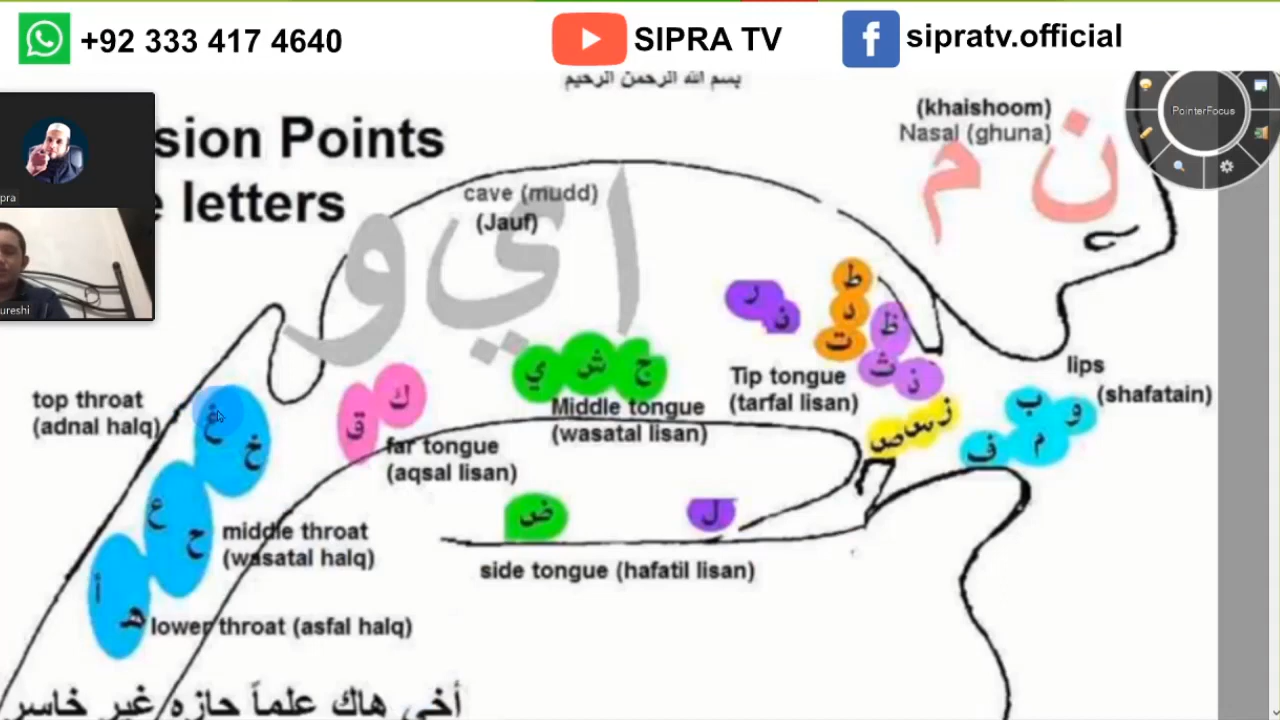 +92 333 417 4640
SIPRA TV
sipratv.official
بسم الله الرحمن الرحيم
sion Points
e letters
pra
ureshi
(khaishoom)
Nasal (ghuna)
ن م
PointerFocus
cave (mudd)
(Jauf)
ا ي و
ر ن
ط د ت
ظ ث ذ
Tip tongue
(tarfal lisan)
ج ش ي
Middle tongue
(wasatal lisan)
ك ق
far tongue
(aqsal lisan)
ز س ص
lips
(shafatain)
ب و م ف
top throat
(adnal halq)
غ خ
ع ح
middle throat
(wasatal halq)
أ ه
lower throat (asfal halq)
ض
ل
side tongue (hafatil lisan)
أخي هاك علماً حازه غير خاسر